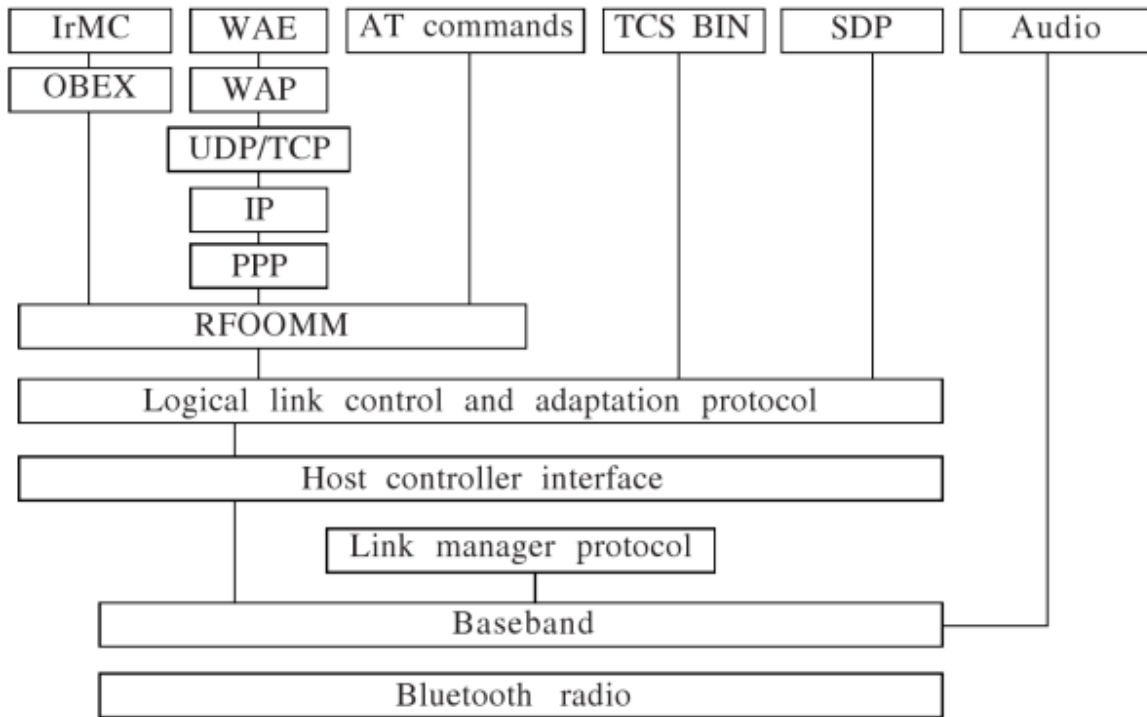 IrMC
WAE
AT commands
TCS BIN
SDP
Audio
OBEX
WAP
UDP/TCP
IP
PPP
RFOOMM
Logical link control and adaptation protocol
Host controller interface
Link manager protocol
Baseband
Bluetooth radio